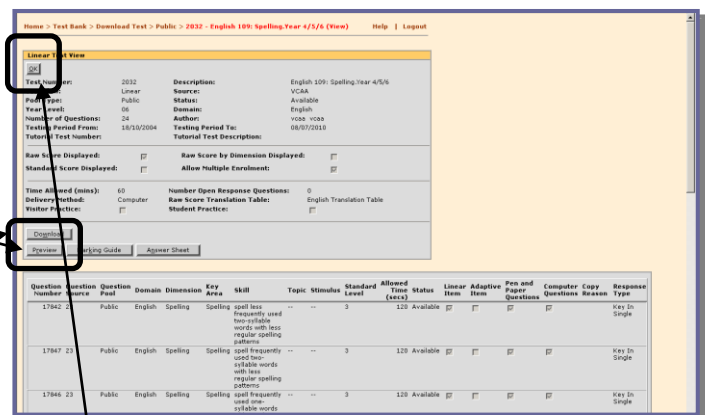 Home > Test Bank > Download Test > Public > 2032 - English 109: Spelling.Year 4/5/6 (View) Help | Logout
Linear Test View
OK
Test Number: 2032 Description: English 109: Spelling.Year 4/5/6
Linear Source: VCAA
Pool Type: Public Status: Available
Year Level: 06 Domain: English
Number of Questions: 24 Author: vcaa vcaa
Testing Period From: 18/10/2004 Testing Period To: 08/07/2010
Tutorial Test Number: Tutorial Test Description:
Raw Score Displayed: Raw Score by Dimension Displayed:
Standard Score Displayed: Allow Multiple Enrolment:
Time Allowed (mins): 60 Number Open Response Questions: 0
Delivery Method: Computer Raw Score Translation Table: English Translation Table
Visitor Practice: Student Practice:
Download
Preview Marking Guide Answer Sheet
Question Number Question Source Question Pool Domain Dimension Key Area Skill Topic Stimulus Standard Level Allowed Time (secs) Status Linear Item Adaptive Item Pen and Paper Questions Computer Questions Copy Reason Response Type
17842 23 Public English Spelling Spelling spell less frequently used two-syllable words with less regular spelling patterns -- -- 3 120 Available Key In Single
17847 23 Public English Spelling Spelling spell frequently used two-syllable words with less regular spelling patterns -- -- 3 120 Available Key In Single
17846 23 Public English Spelling Spelling spell frequently used one-syllable words -- -- 3 120 Available Key In Single